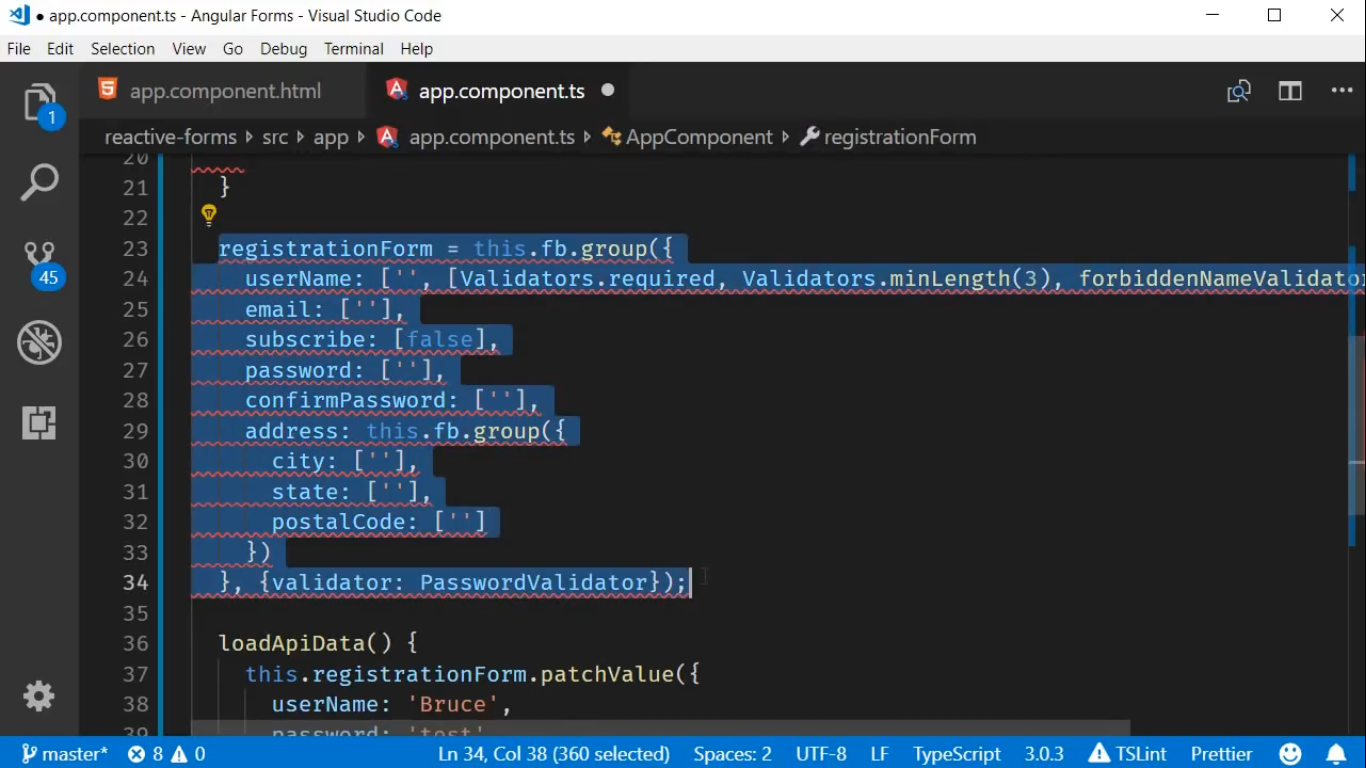 app.component.ts - Angular Forms - Visual Studio Code
File Edit Selection View Go Debug Terminal Help
1
app.component.html
app.component.ts
reactive-forms src app app.component.ts AppComponent registrationForm
20
21 }
22
23 registrationForm = this.fb.group({
24 userName: ['', [Validators.required, Validators.minLength(3), forbiddenNameValidator
45
25 email: [''],
26 subscribe: [false],
27 password: [''],
28 confirmPassword: [''],
29 address: this.fb.group({
30 city: [''],
31 state: [''],
32 postalCode: ['']
33 })
34 }, {validator: PasswordValidator});
35
36 loadApiData() {
37 this.registrationForm.patchValue({
38 userName: 'Bruce',
39 password: 'test'
master* 8 0 Ln 34, Col 38 (360 selected) Spaces: 2 UTF-8 LF TypeScript 3.0.3 TSLint Prettier